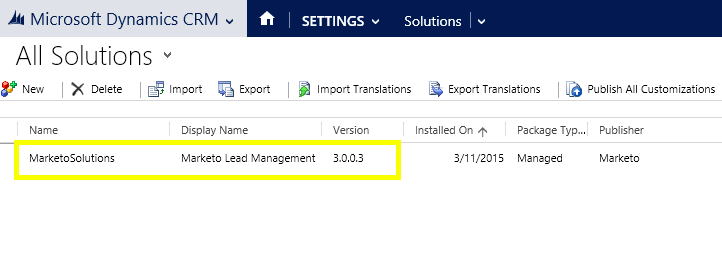 Microsoft Dynamics CRM SETTINGS Solutions
All Solutions
New Delete Import Export Import Translations Export Translations Publish All Customizations
Name Display Name Version Installed On Package Typ... Publisher
MarketoSolutions Marketo Lead Management 3.0.0.3 3/11/2015 Managed Marketo